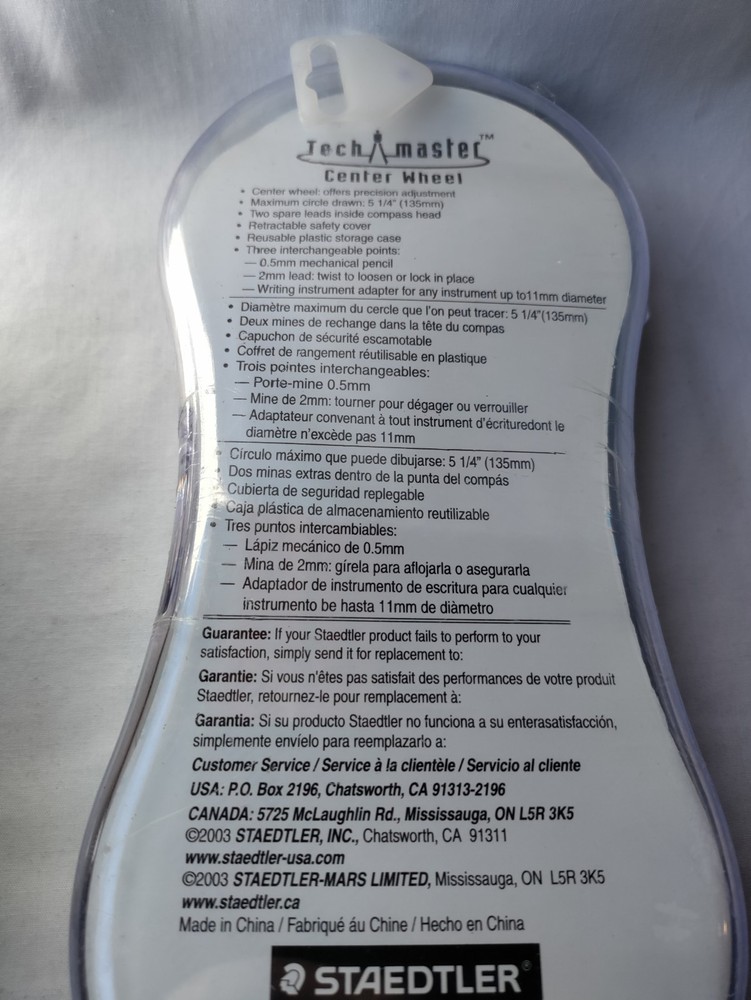 Tech master™
Center Wheel
• Center wheel: offers precision adjustment
• Maximum circle drawn: 5 1/4" (135mm)
• Two spare leads inside compass head
• Retractable safety cover
• Reusable plastic storage case
• Three interchangeable points:
— 0.5mm mechanical pencil
— 2mm lead: twist to loosen or lock in place
— Writing instrument adapter for any instrument up to11mm diameter
• Diamètre maximum du cercle que l'on peut tracer: 5 1/4"(135mm)
• Deux mines de rechange dans la tête du compas
• Capuchon de sécurité escamotable
• Coffret de rangement réutilisable en plastique
• Trois pointes interchangeables:
— Porte-mine 0.5mm
— Mine de 2mm: tourner pour dégager ou verrouiller
— Adaptateur convenant à tout instrument d'écrituredont le
diamètre n'excède pas 11mm
• Círculo máximo que puede dibujarse: 5 1/4" (135mm)
• Dos minas extras dentro de la punta del compás
• Cubierta de seguridad replegable
• Caja plástica de almacenamiento reutilizable
• Tres puntos intercambiables:
— Lápiz mecánico de 0.5mm
— Mina de 2mm: gírela para aflojarla o asegurarla
— Adaptador de instrumento de escritura para cualquier
instrumento be hasta 11mm de diàmetro
Guarantee: If your Staedtler product fails to perform to your
satisfaction, simply send it for replacement to:
Garantie: Si vous n'êtes pas satisfait des performances de votre produit
Staedtler, retournez-le pour remplacement à:
Garantia: Si su producto Staedtler no funciona a su enterasatisfacción,
simplemente envíelo para reemplazarlo a:
Customer Service / Service à la clientèle / Servicio al cliente
USA: P.O. Box 2196, Chatsworth, CA 91313-2196
CANADA: 5725 McLaughlin Rd., Mississauga, ON L5R 3K5
©2003 STAEDTLER, INC., Chatsworth, CA 91311
www.staedtler-usa.com
©2003 STAEDTLER-MARS LIMITED, Mississauga, ON L5R 3K5
www.staedtler.ca
Made in China / Fabriqué áu Chine / Hecho en China
STAEDTLER®